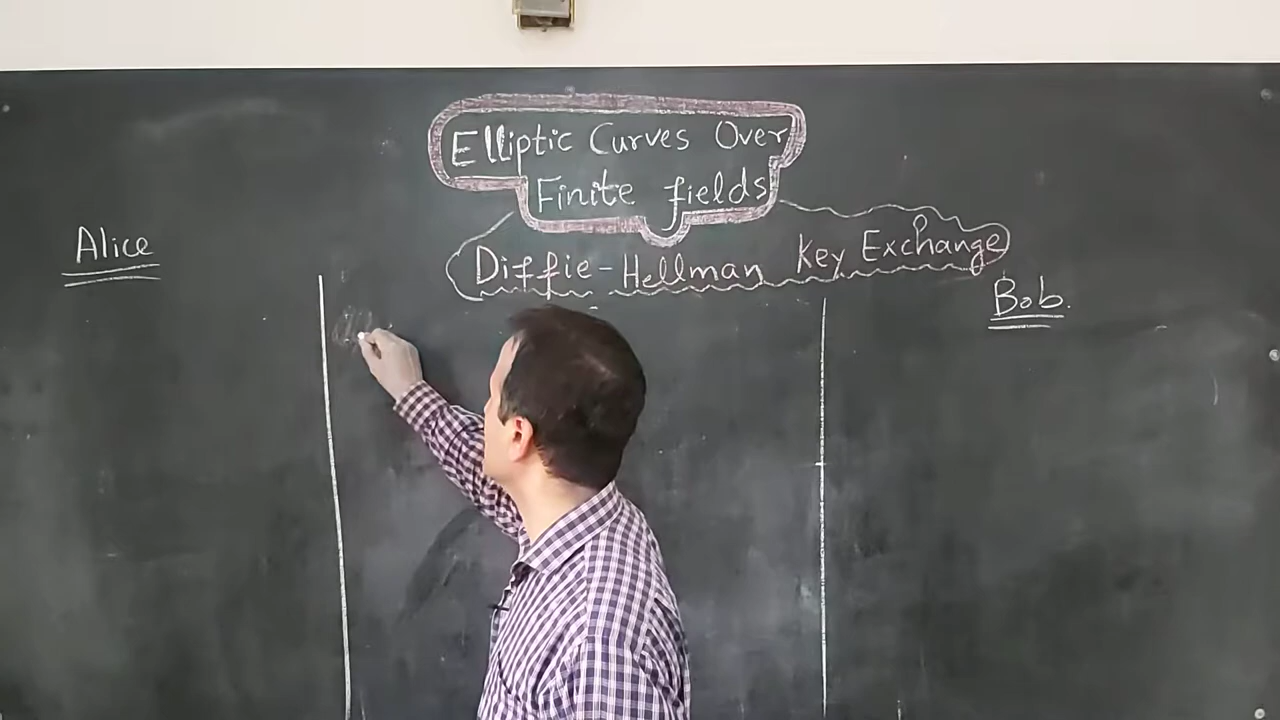 Elliptic Curves Over
Finite fields
Diffie-Hellman Key Exchange
Alice
Bob.